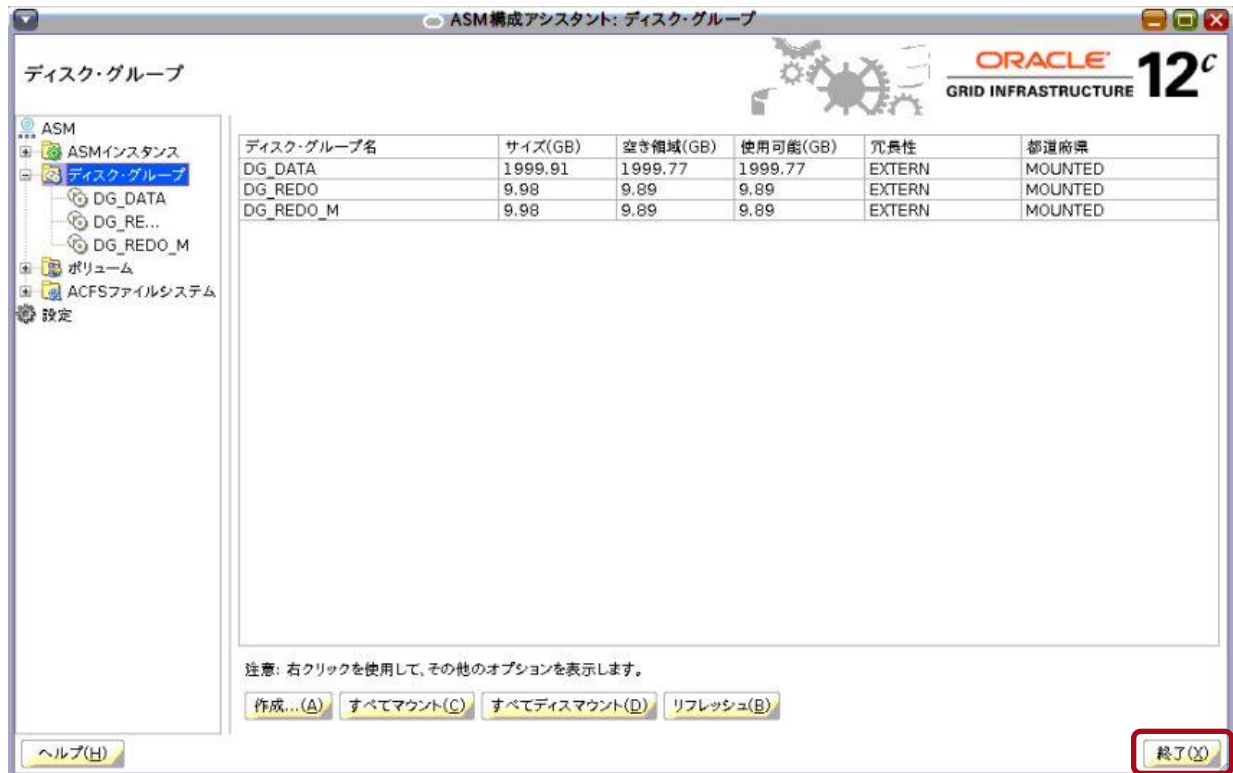 ASM構成アシスタント: ディスク・グループ
ディスク・グループ
ORACLE
GRID INFRASTRUCTURE
12c
ASM
ASMインスタンス
ディスク・グループ
DG_DATA
DG_RE...
DG_REDO_M
ボリューム
ACFSファイルシステム
設定
ディスク・グループ名 サイズ(GB) 空き領域(GB) 使用可能(GB) 冗長性 都道府県
DG_DATA 1999.91 1999.77 1999.77 EXTERN MOUNTED
DG_REDO 9.98 9.89 9.89 EXTERN MOUNTED
DG_REDO_M 9.98 9.89 9.89 EXTERN MOUNTED
注意: 右クリックを使用して、その他のオプションを表示します。
作成...(A) すべてマウント(C) すべてディスマウント(D) リフレッシュ(B)
ヘルプ(H) 終了(X)